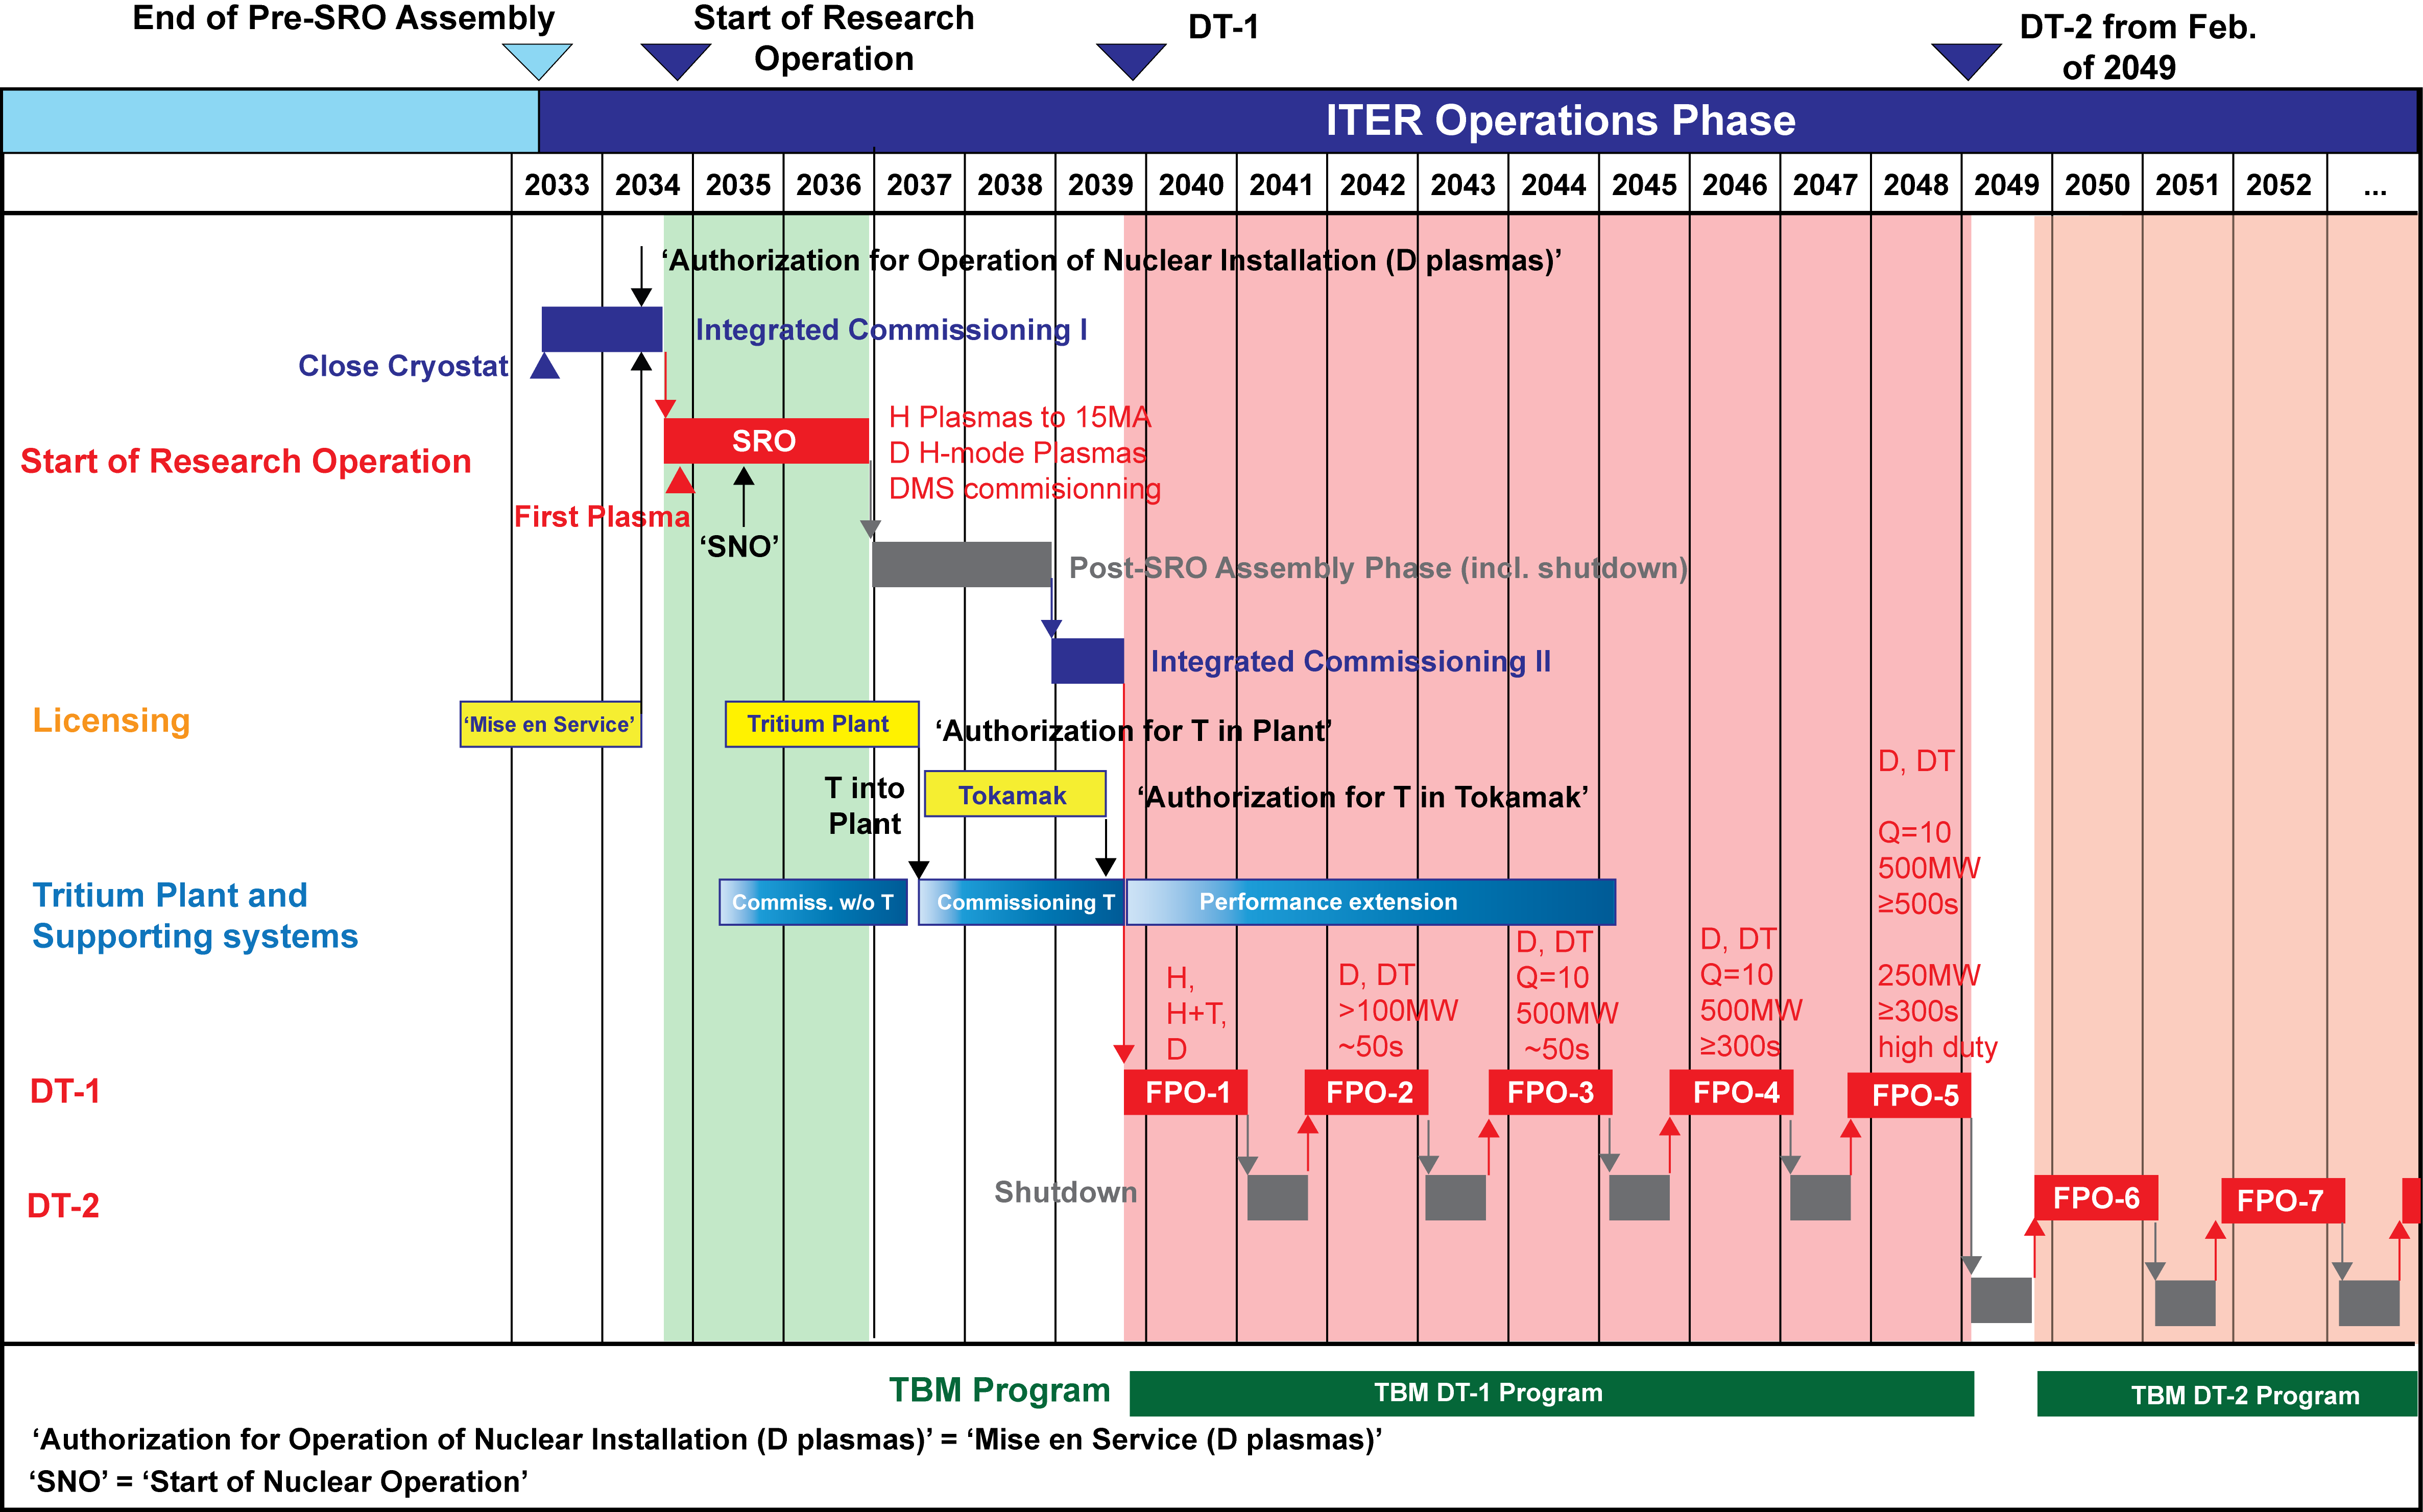 End of Pre-SRO Assembly
Start of Research
Operation
DT-1
DT-2 from Feb.
of 2049
ITER Operations Phase
2033 2034 2035 2036 2037 2038 2039 2040 2041 2042 2043 2044 2045 2046 2047 2048 2049 2050 2051 2052 ...
‘Authorization for Operation of Nuclear Installation (D plasmas)’
Integrated Commissioning I
Close Cryostat
Start of Research Operation
SRO
H Plasmas to 15MA
D H-mode Plasmas
DMS commisionning
First Plasma
‘SNO’
Post-SRO Assembly Phase (incl. shutdown)
Integrated Commissioning II
Licensing
‘Mise en Service’
Tritium Plant
‘Authorization for T in Plant’
T into
Plant
Tokamak
‘Authorization for T in Tokamak’
Tritium Plant and
Supporting systems
Commiss. w/o T
Commissioning T
Performance extension
H,
H+T,
D
D, DT
>100MW
~50s
D, DT
Q=10
500MW
~50s
D, DT
Q=10
500MW
≥300s
D, DT
Q=10
500MW
≥500s
250MW
≥300s
high duty
DT-1
FPO-1
FPO-2
FPO-3
FPO-4
FPO-5
Shutdown
DT-2
FPO-6
FPO-7
TBM Program
TBM DT-1 Program
TBM DT-2 Program
‘Authorization for Operation of Nuclear Installation (D plasmas)’ = ‘Mise en Service (D plasmas)’
‘SNO’ = ‘Start of Nuclear Operation’